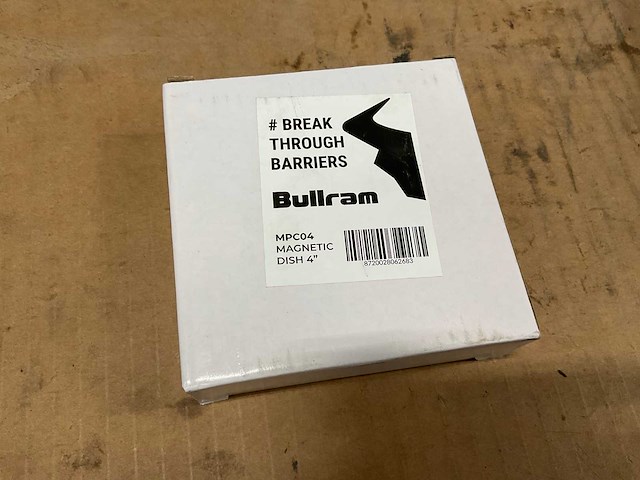 # BREAK
THROUGH
BARRIERS
Bullram
MPC04
MAGNETIC
DISH 4”
8720028062683